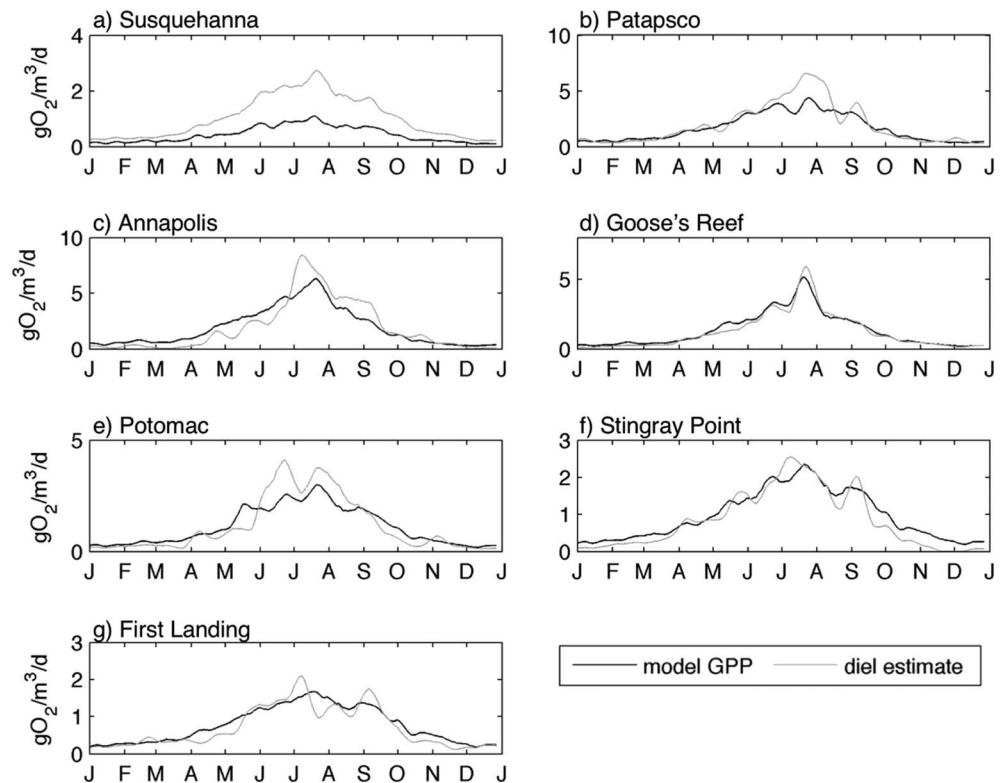 a) Susquehanna
gO2/m3/d
4
2
0
J F M A M J J A S O N D J
b) Patapsco
10
5
0
J F M A M J J A S O N D J
c) Annapolis
gO2/m3/d
10
5
0
J F M A M J J A S O N D J
d) Goose's Reef
5
0
J F M A M J J A S O N D J
e) Potomac
gO2/m3/d
5
0
J F M A M J J A S O N D J
f) Stingray Point
3
2
1
0
J F M A M J J A S O N D J
g) First Landing
gO2/m3/d
3
2
1
0
J F M A M J J A S O N D J
model GPP
diel estimate